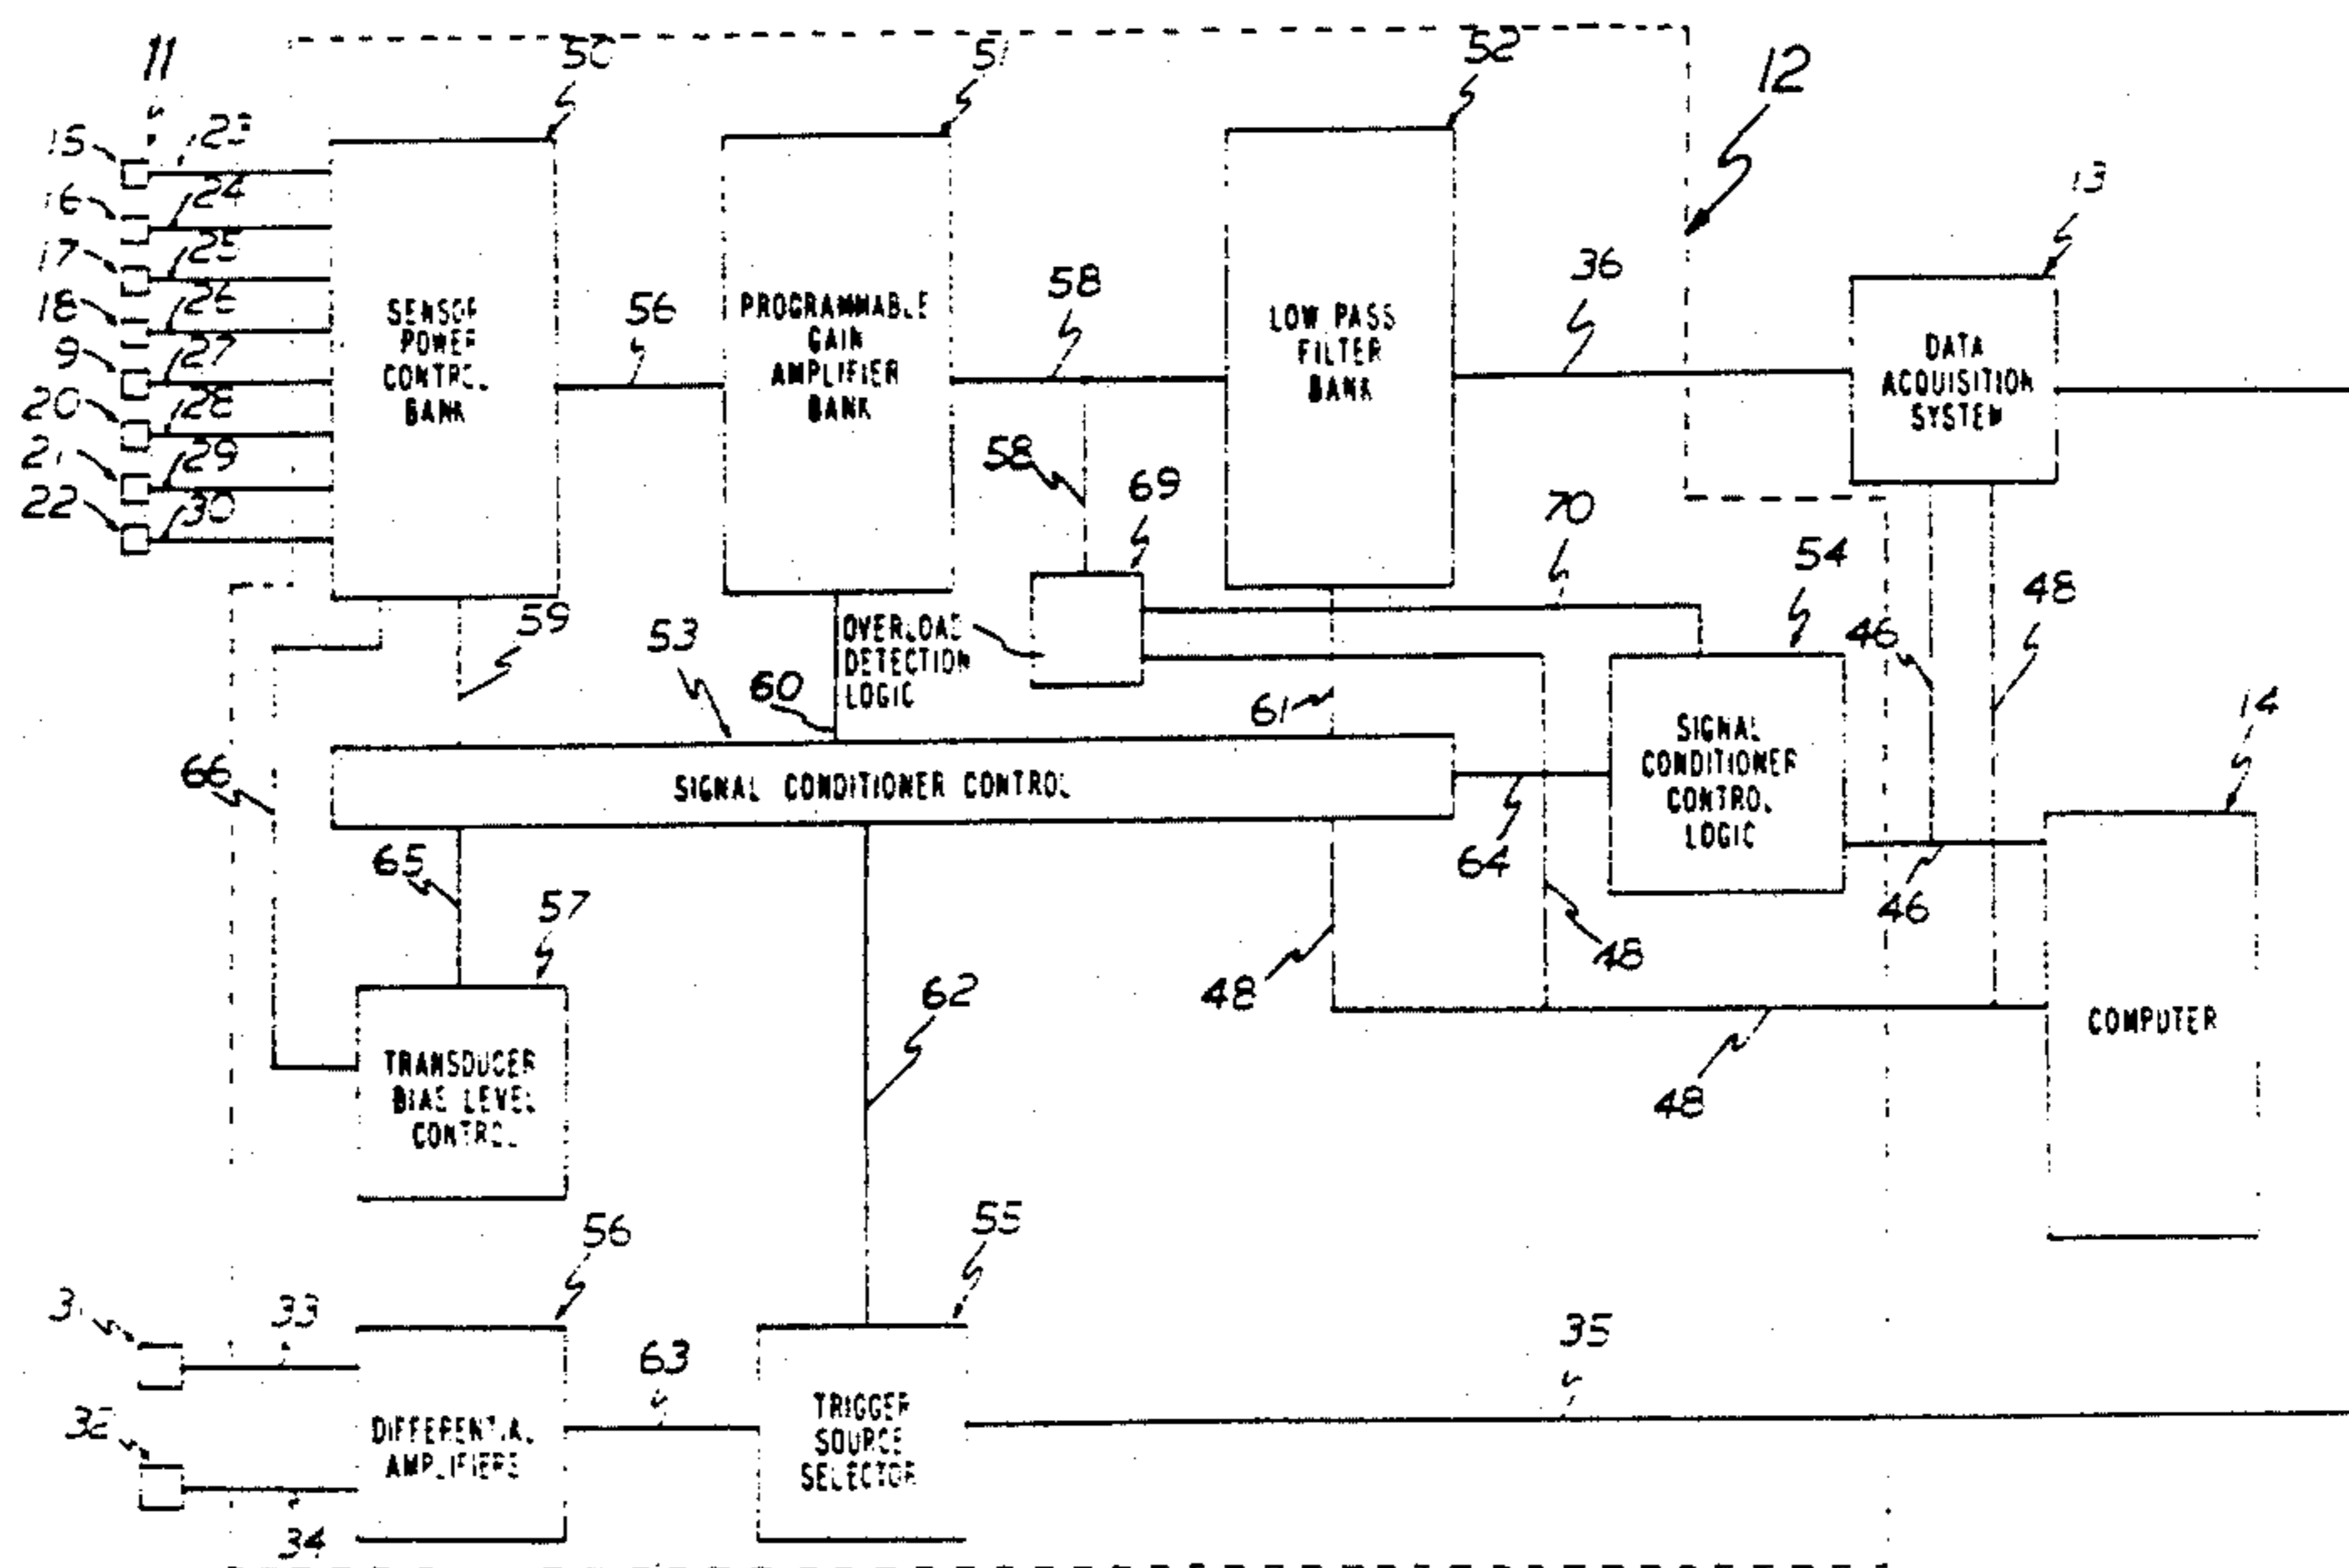 11
50
51
52
12
15
23
16
24
17
25
18
26
9
27
20
28
2
29
22
30
13
SENSOR
POWER
CONTROL
BANK
56
PROGRAMMABLE
GAIN
AMPLIFIER
BANK
58
LOW PASS
FILTER
BANK
36
DATA
ACQUISITION
SYSTEM
58
69
70
54
48
59
53
OVERLOAD
DETECTION
LOGIC
60
61
46
14
66
SIGNAL CONDITIONER CONTROL
SIGNAL
CONDITIONER
CONTROL
LOGIC
65
64
46
57
48
48
62
COMPUTER
TRANSDUCER
BIAS LEVEL
CONTROL
48
56
55
3
33
63
35
32
DIFFERENTIAL
AMPLIFIERS
TRIGGER
SOURCE
SELECTOR
34